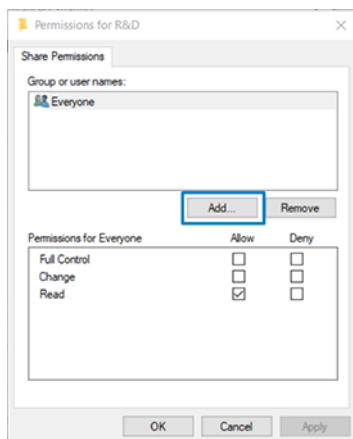 Permissions for R&D
Share Permissions
Group or user names:
Everyone
Add... Remove
Permissions for Everyone Allow Deny
Full Control
Change
Read
OK Cancel Apply